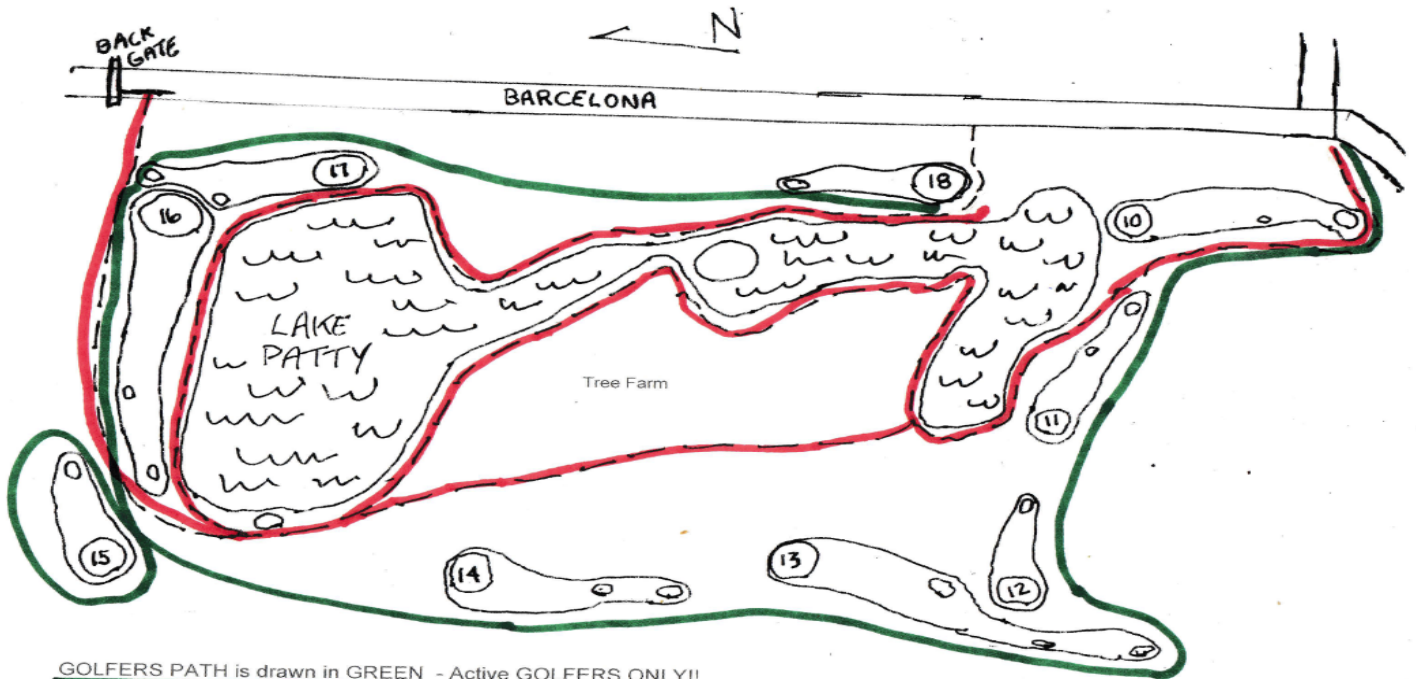 N
BACK
GATE
BARCELONA
17
18
16
10
LAKE
PATTY
Tree Farm
11
15
14
13
12
GOLFERS PATH is drawn in GREEN - Active GOLFERS ONLY!!